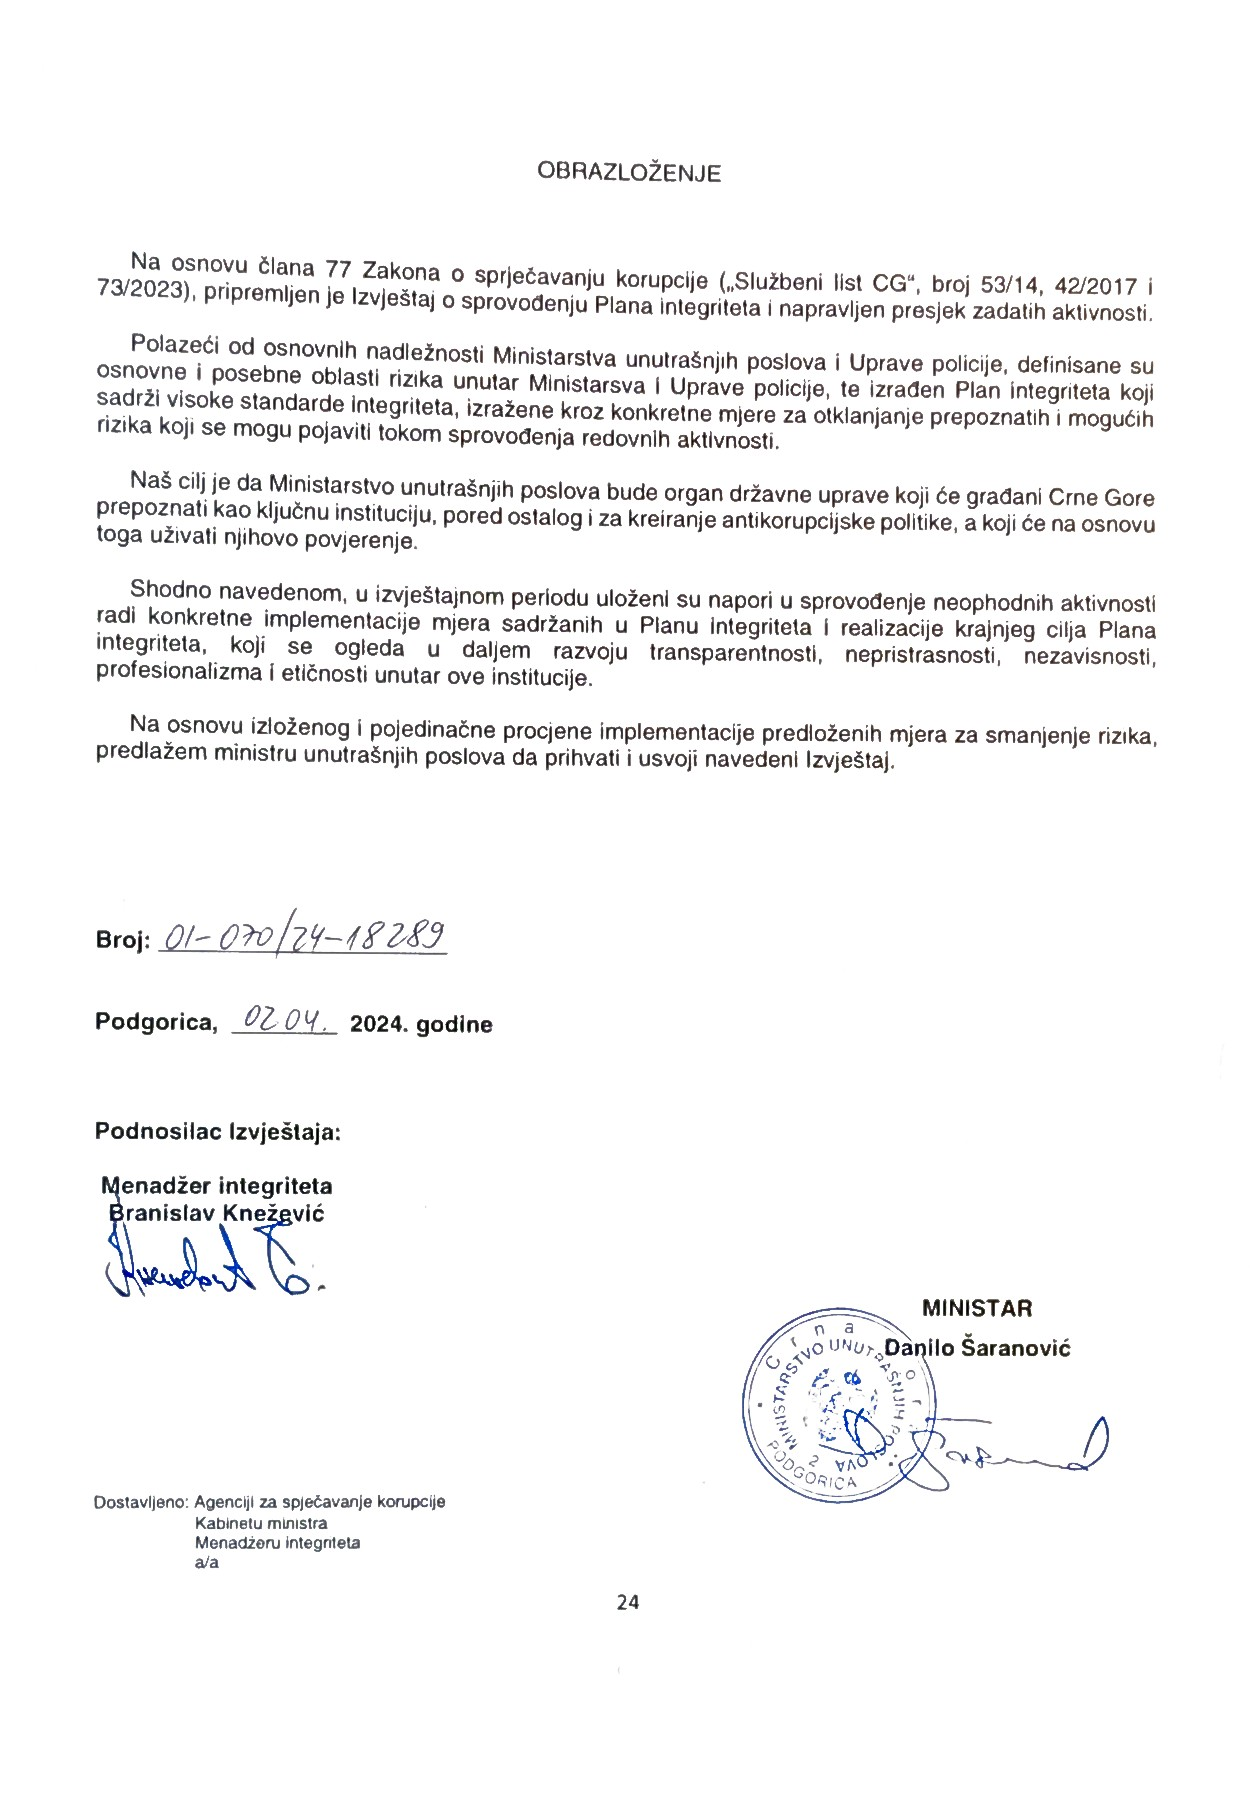 OBRAZLOŽENJE
Na osnovu člana 77 Zakona o sprječavanju korupcije („Službeni list CG“, broj 53/14, 42/2017 i
73/2023), pripremljen je Izvještaj o sprovođenju Plana integriteta i napravljen presjek zadatih aktivnosti.
Polazeći od osnovnih nadležnosti Ministarstva unutrašnjih poslova i Uprave policije, definisane su
osnovne i posebne oblasti rizika unutar Ministarsva i Uprave policije, te izrađen Plan integriteta koji
sadrži visoke standarde integriteta, izražene kroz konkretne mjere za otklanjanje prepoznatih i mogućih
rizika koji se mogu pojaviti tokom sprovođenja redovnih aktivnosti.
Naš cilj je da Ministarstvo unutrašnjih poslova bude organ državne uprave koji će građani Crne Gore
prepoznati kao ključnu instituciju, pored ostalog i za kreiranje antikorupcijske politike, a koji će na osnovu
toga uživati njihovo povjerenje.
Shodno navedenom, u izvještajnom periodu uloženi su napori u sprovođenje neophodnih aktivnosti
radi konkretne implementacije mjera sadržanih u Planu integriteta i realizacije krajnjeg cilja Plana
integriteta, koji se ogleda u daljem razvoju transparentnosti, nepristrasnosti, nezavisnosti,
profesionalizma i etičnosti unutar ove institucije.
Na osnovu izloženog i pojedinačne procjene implementacije predloženih mjera za smanjenje rizika,
predlažem ministru unutrašnjih poslova da prihvati i usvoji navedeni Izvještaj.
Broj: 01-070/24-18289
Podgorica, 02 04. 2024. godine
Podnosilac Izvještaja:
Menadžer integriteta
Branislav Knežević
MINISTAR
Danilo Šaranović
Crna Gora
MINISTARSTVO UNUTRAŠNJIH POSLOVA
2
PODGORICA
Dostavljeno: Agenciji za spječavanje korupcije
Kabinetu ministra
Menadžeru integriteta
a/a
24